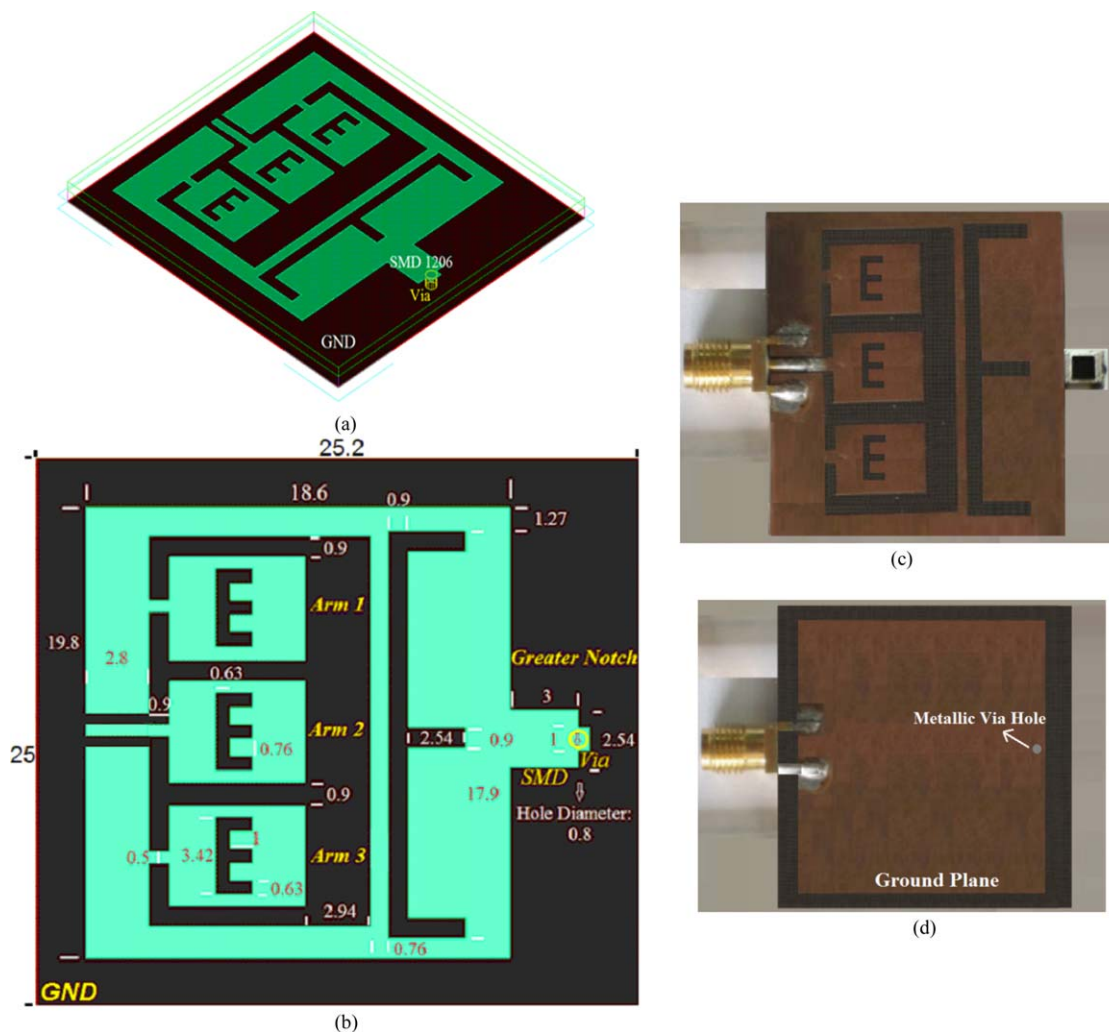 SMD 1206
Via
GND
(a)
25.2
18.6
0.9
1.27
0.9
E
Arm 1
19.8
2.8
0.63
Greater Notch
3
0.9
E
Arm 2
0.76
2.54
0.9
1
6
2.54
25
Via
SMD
17.9
0.9
Hole Diameter:
0.8
0.5
3.42
E
1
Arm 3
0.63
2.94
0.76
GND
(b)
E
E
E
(c)
Metallic Via Hole
Ground Plane
(d)
E
E
E